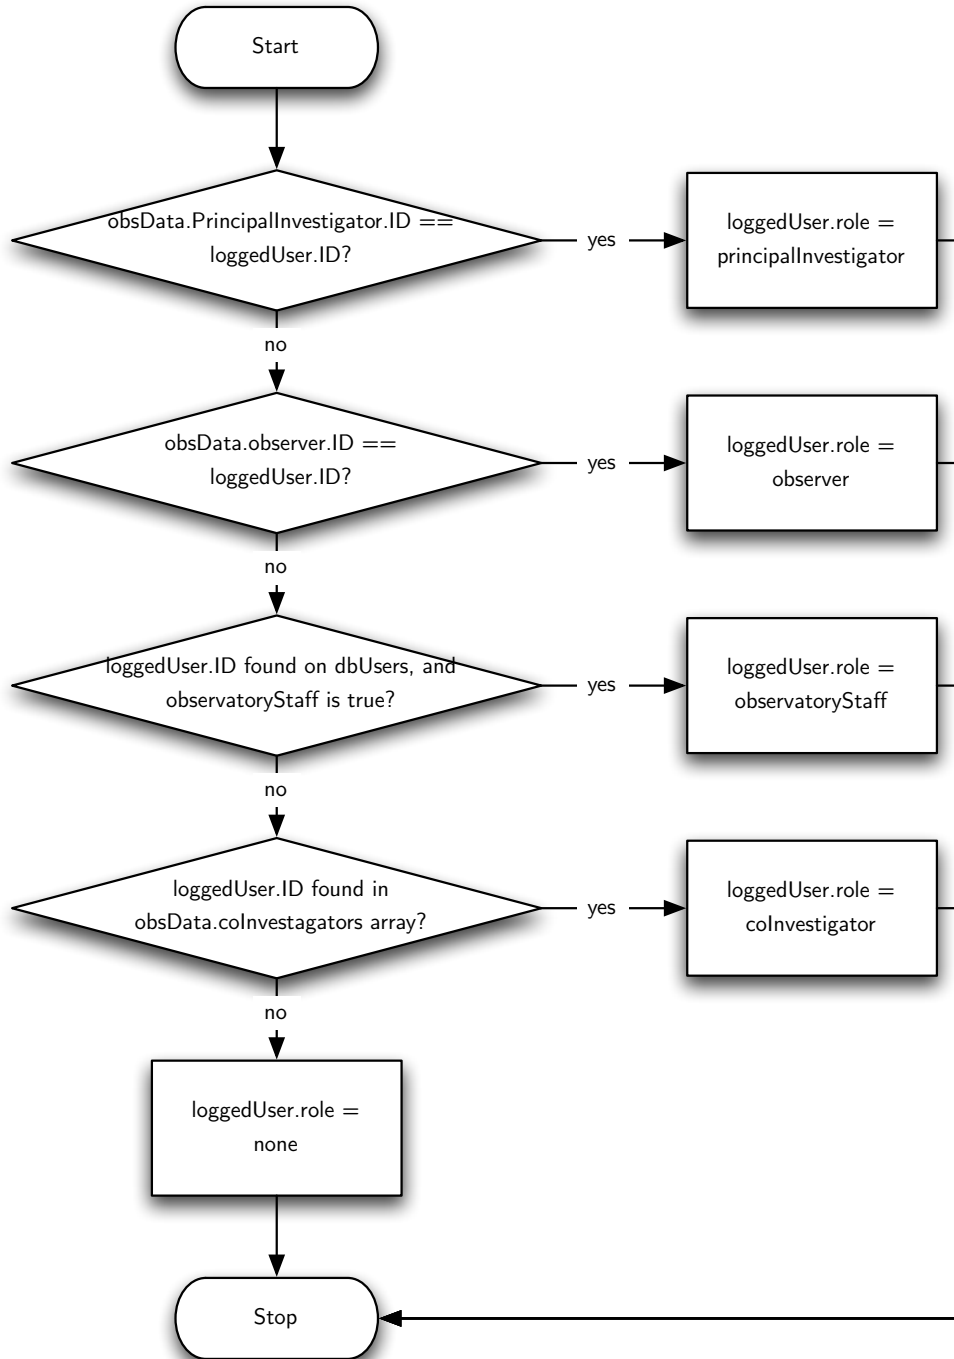 Start
obsData.PrincipalInvestigator.ID ==
loggedUser.ID?
yes
loggedUser.role =
principalInvestigator
no
obsData.observer.ID ==
loggedUser.ID?
yes
loggedUser.role =
observer
no
loggedUser.ID found on dbUsers, and
observatoryStaff is true?
yes
loggedUser.role =
observatoryStaff
no
loggedUser.ID found in
obsData.coInvestagators array?
yes
loggedUser.role =
coInvestigator
no
loggedUser.role =
none
Stop